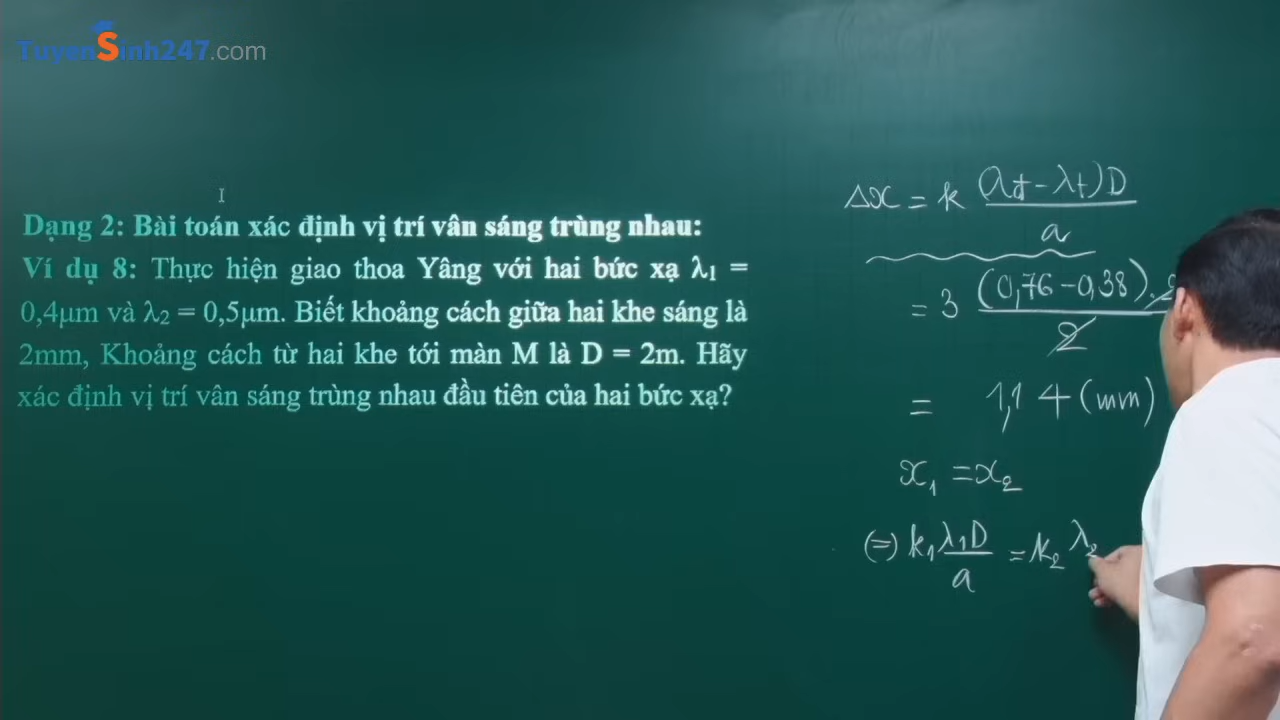 TuyenSinh247.com
Dạng 2: Bài toán xác định vị trí vân sáng trùng nhau:
Ví dụ 8: Thực hiện giao thoa Yâng với hai bức xạ λ₁ =
0,4μm và λ₂ = 0,5μm. Biết khoảng cách giữa hai khe sáng là
2mm, Khoảng cách từ hai khe tới màn M là D = 2m. Hãy
xác định vị trí vân sáng trùng nhau đầu tiên của hai bức xạ?
Δx = k (λđ - λt)D
a
= 3 (0,76 - 0,38).2
2
= 1,14 (mm)
x₁ = x₂
(=) k₁ λ₁D = k₂ λ₂
a